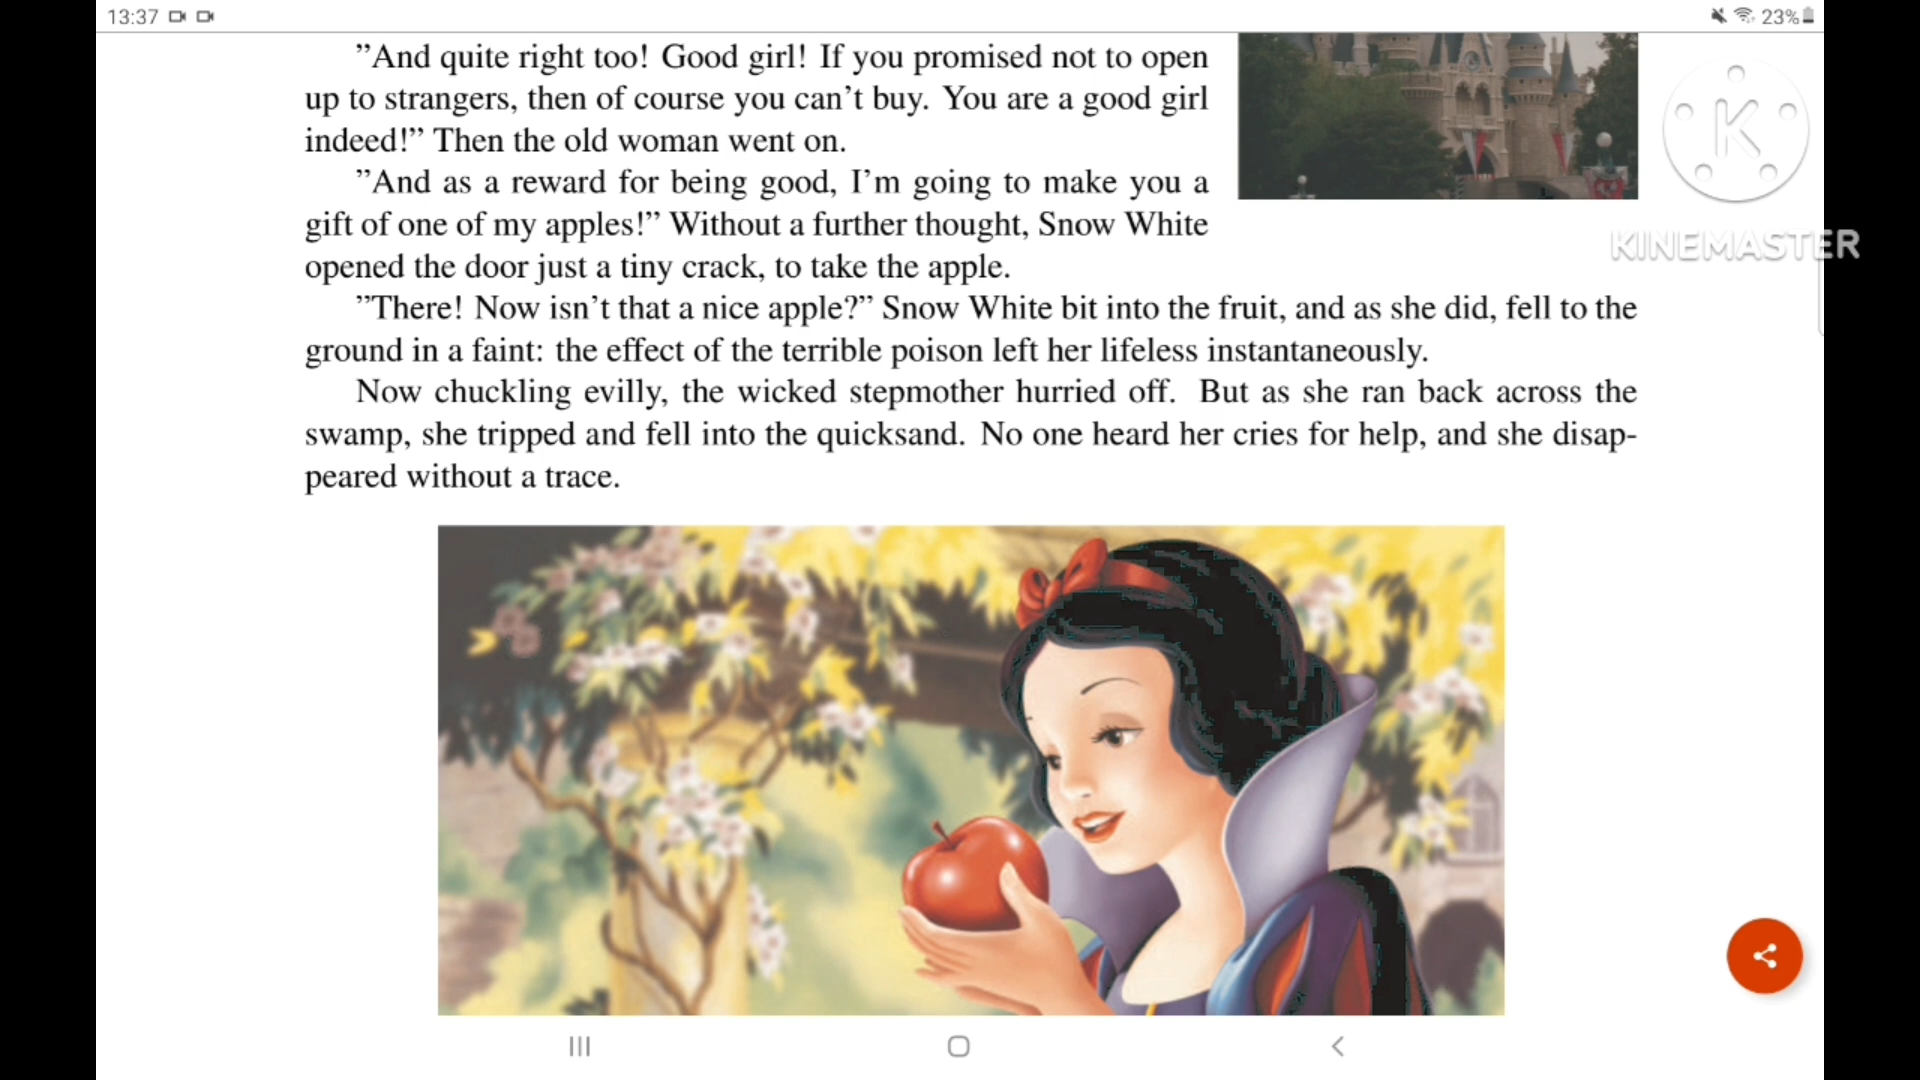 13:37
23%
”And quite right too! Good girl! If you promised not to open
up to strangers, then of course you can’t buy. You are a good girl
indeed!” Then the old woman went on.
”And as a reward for being good, I’m going to make you a
gift of one of my apples!” Without a further thought, Snow White
opened the door just a tiny crack, to take the apple.
”There! Now isn’t that a nice apple?” Snow White bit into the fruit, and as she did, fell to the
ground in a faint: the effect of the terrible poison left her lifeless instantaneously.
Now chuckling evilly, the wicked stepmother hurried off. But as she ran back across the
swamp, she tripped and fell into the quicksand. No one heard her cries for help, and she disap-
peared without a trace.
K
KINEMASTER